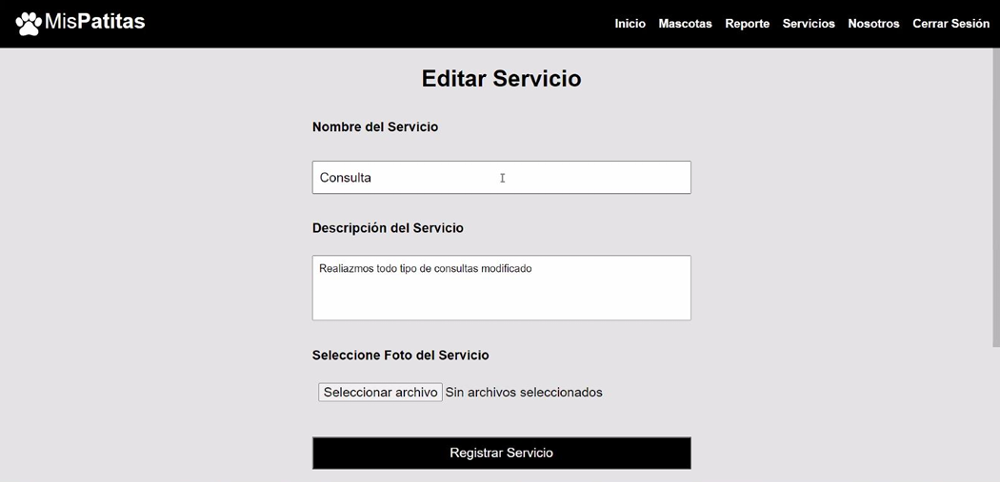 MisPatitas
Inicio Mascotas Reporte Servicios Nosotros Cerrar Sesión
Editar Servicio
Nombre del Servicio
Consulta
Descripción del Servicio
Realiazmos todo tipo de consultas modificado
Seleccione Foto del Servicio
Seleccionar archivo Sin archivos seleccionados
Registrar Servicio